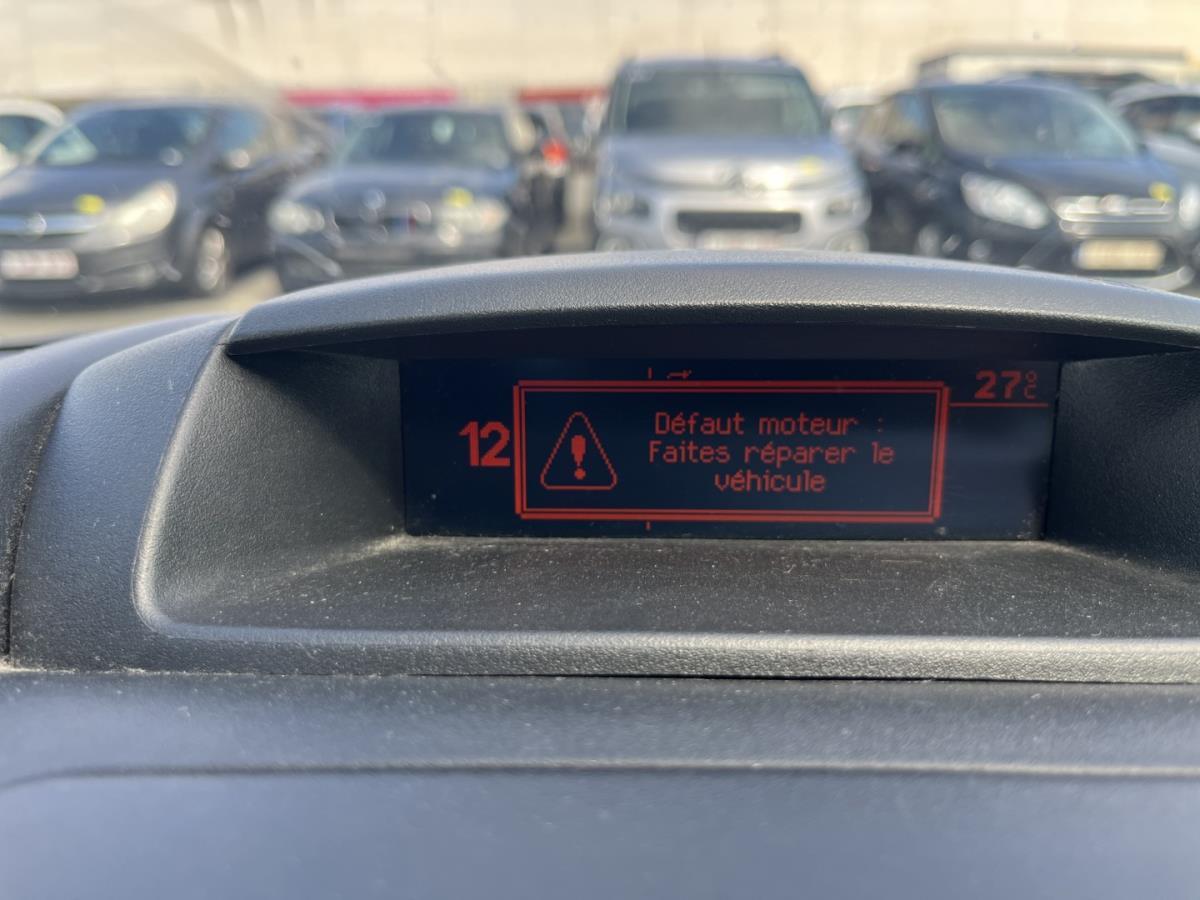 27°C
12
Défaut moteur :
Faites réparer le
véhicule